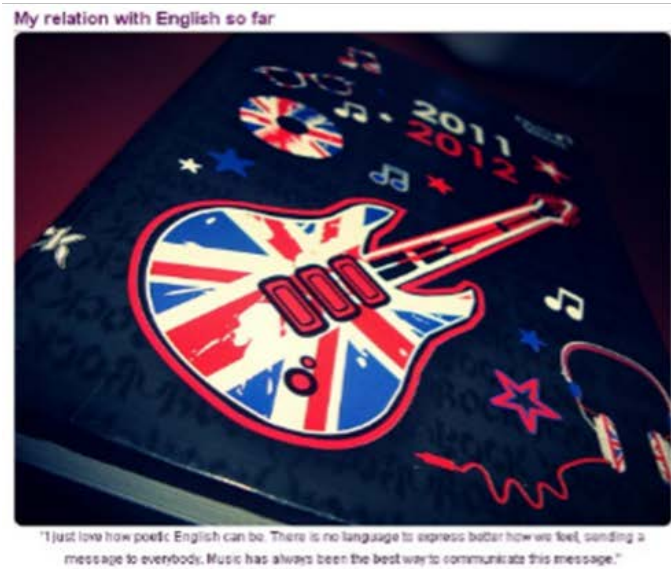 My relation with English so far
2011
2012
Rock
"I just love how poetic English can be. There is no language to express better how we feel, sending a
message to everybody. Music has always been the best way to communicate this message."